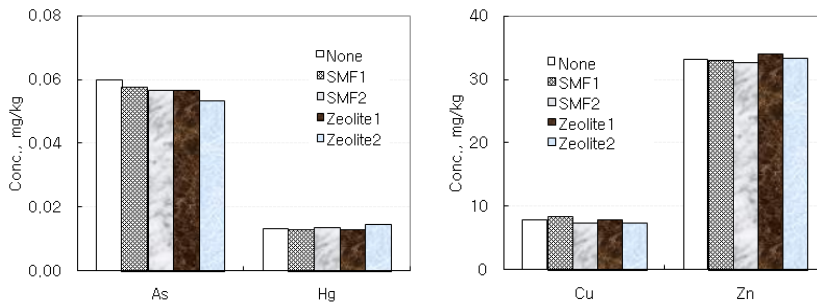 0.08
0.06
0.04
0.02
0.00
Conc., mg/kg
None
SMF1
SMF2
Zeolite1
Zeolite2
As
Hg
40
30
20
10
0
Conc., mg/kg
None
SMF1
SMF2
Zeolite1
Zeolite2
Cu
Zn